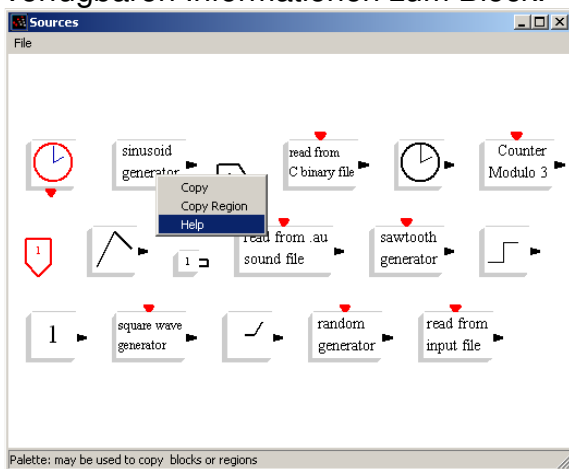 verfügbaren Informationen zum Block.
Sources
File
sinusoid
generator
read from
C binary file
Counter
Modulo 3
Copy
Copy Region
Help
1
1
read from .au
sound file
sawtooth
generator
1
square wave
generator
random
generator
read from
input file
Palette: may be used to copy blocks or regions